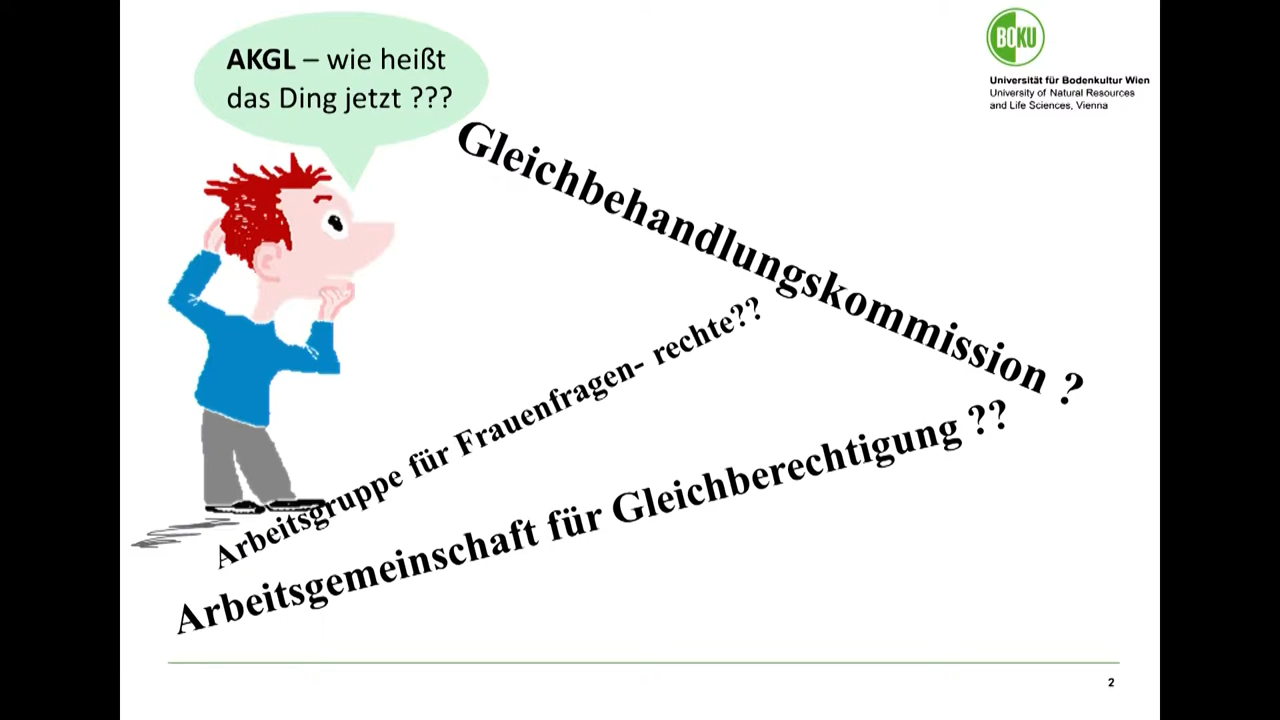 AKGL – wie heißt
das Ding jetzt ???
BOKU
Universität für Bodenkultur Wien
University of Natural Resources
and Life Sciences, Vienna
Gleichbehandlungskommission ?
Arbeitsgruppe für Frauenfragen- rechte??
Arbeitsgemeinschaft für Gleichberechtigung ??
2